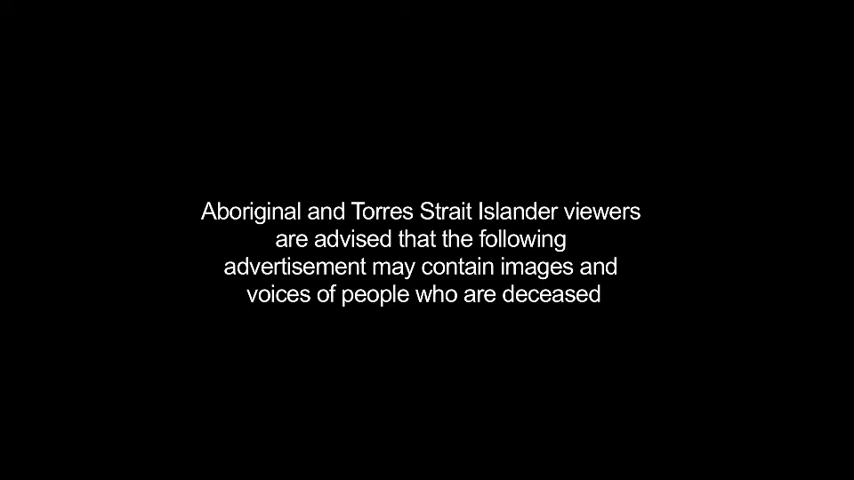 Aboriginal and Torres Strait Islander viewers
are advised that the following
advertisement may contain images and
voices of people who are deceased